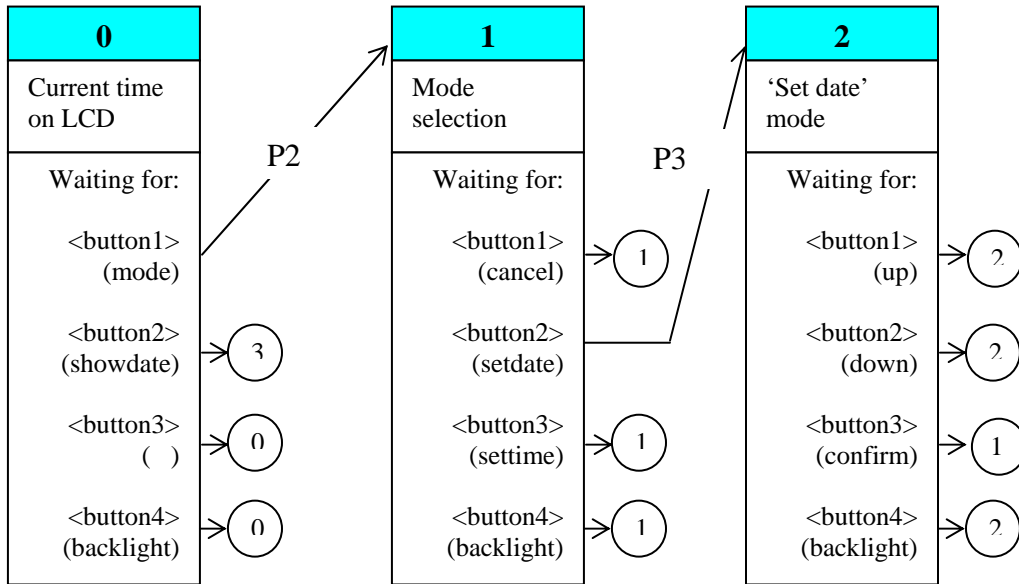 0
Current time
on LCD
Waiting for:
<button1>
(mode)
<button2>
(showdate)
3
<button3>
( )
0
<button4>
(backlight)
0
P2
1
Mode
selection
Waiting for:
<button1>
(cancel)
1
<button2>
(setdate)
<button3>
(settime)
1
<button4>
(backlight)
1
P3
2
‘Set date’
mode
Waiting for:
<button1>
(up)
2
<button2>
(down)
2
<button3>
(confirm)
1
<button4>
(backlight)
2